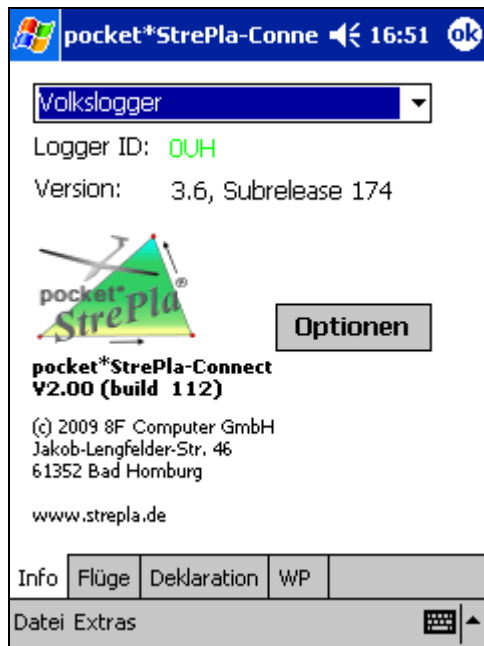 pocket*StrePla-Conne 16:51 ok
Volkslogger
Logger ID: 0UH
Version: 3.6, Subrelease 174
pocket*
StrePla®
Optionen
pocket*StrePla-Connect
V2.00 (build 112)
(c) 2009 8F Computer GmbH
Jakob-Lengfelder-Str. 46
61352 Bad Homburg
www.strepla.de
Info Flüge Deklaration WP
Datei Extras